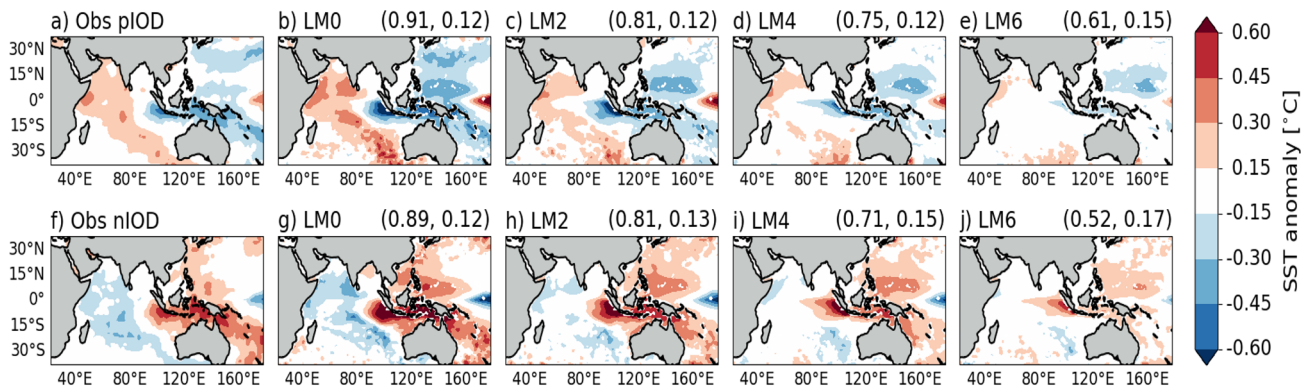 a) Obs pIOD
b) LM0 (0.91, 0.12)
c) LM2 (0.81, 0.12)
d) LM4 (0.75, 0.12)
e) LM6 (0.61, 0.15)
30°N
15°N
0°
15°S
30°S
40°E 80°E 120°E 160°E
40°E 80°E 120°E 160°E
40°E 80°E 120°E 160°E
40°E 80°E 120°E 160°E
40°E 80°E 120°E 160°E
f) Obs nIOD
g) LM0 (0.89, 0.12)
h) LM2 (0.81, 0.13)
i) LM4 (0.71, 0.15)
j) LM6 (0.52, 0.17)
30°N
15°N
0°
15°S
30°S
40°E 80°E 120°E 160°E
40°E 80°E 120°E 160°E
40°E 80°E 120°E 160°E
40°E 80°E 120°E 160°E
40°E 80°E 120°E 160°E
0.60
0.45
0.30
0.15
-0.15
-0.30
-0.45
-0.60
SST anomaly [°C]